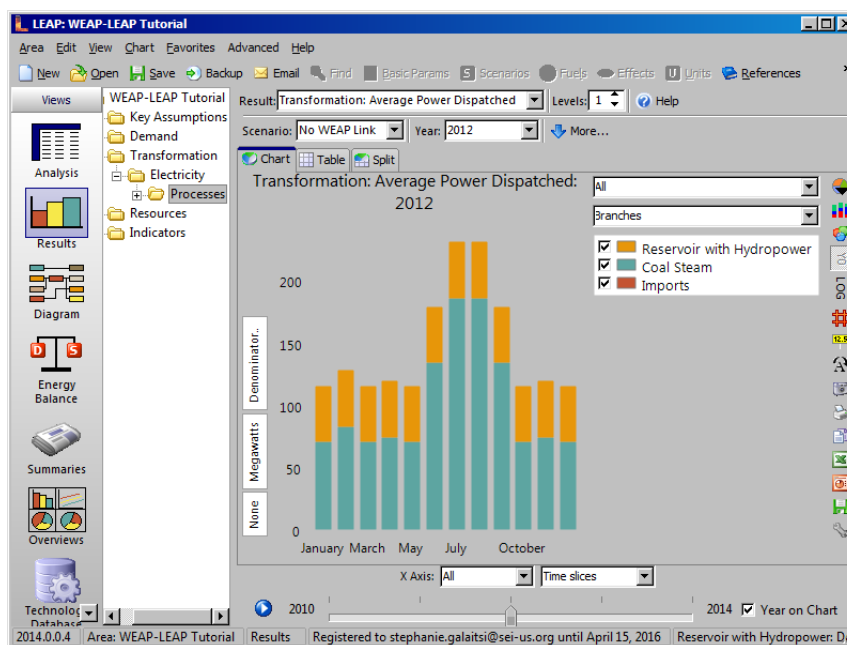 LEAP: WEAP-LEAP Tutorial
Area Edit View Chart Favorites Advanced Help
New Open Save Backup Email Find Basic Params Scenarios Fuels Effects Units References
Views
Analysis
Results
Diagram
Energy
Balance
Summaries
Overviews
Technolog
Database
WEAP-LEAP Tutorial
Key Assumptions
Demand
Transformation
Electricity
Processes
Resources
Indicators
Result: Transformation: Average Power Dispatched Levels: 1 Help
Scenario: No WEAP Link Year: 2012 More...
Chart Table Split
Transformation: Average Power Dispatched:
2012
All
Branches
Reservoir with Hydropower
Coal Steam
Imports
Denominator..
Megawatts
None
200
150
100
50
0
January March May July October
X Axis: All Time slices
2010 2014 Year on Chart
LOG
2014.0.0.4 Area: WEAP-LEAP Tutorial Results Registered to stephanie.galaitsi@sei-us.org until April 15, 2016 Reservoir with Hydropower: D